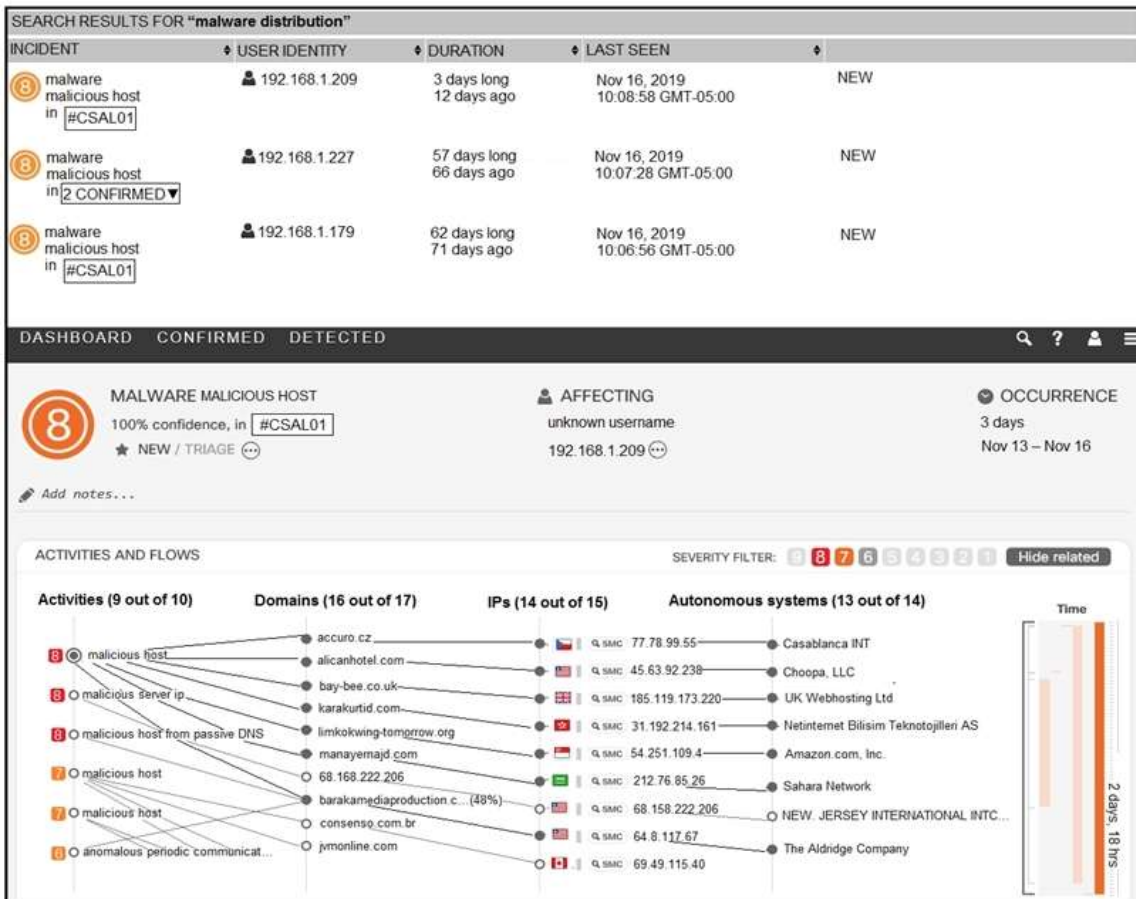 SEARCH RESULTS FOR “malware distribution”
INCIDENT USER IDENTITY DURATION LAST SEEN
8 malware malicious host in #CSAL01 192.168.1.209 3 days long 12 days ago Nov 16, 2019 10:08:58 GMT-05:00 NEW
8 malware malicious host in 2 CONFIRMED▼ 192.168.1.227 57 days long 66 days ago Nov 16, 2019 10:07:28 GMT-05:00 NEW
8 malware malicious host in #CSAL01 192.168.1.179 62 days long 71 days ago Nov 16, 2019 10:06:56 GMT-05:00 NEW
DASHBOARD CONFIRMED DETECTED ?
8 MALWARE MALICIOUS HOST AFFECTING OCCURRENCE
100% confidence, in #CSAL01 unknown username 3 days
NEW / TRIAGE 192.168.1.209 Nov 13 – Nov 16
Add notes...
ACTIVITIES AND FLOWS SEVERITY FILTER: 9 8 7 6 5 4 3 2 1 Hide related
Activities (9 out of 10) Domains (16 out of 17) IPs (14 out of 15) Autonomous systems (13 out of 14) Time
8 malicious host
8 malicious server ip
8 malicious host from passive DNS
7 malicious host
7 malicious host
6 anomalous periodic communicat...
accuro.cz
alicanhotel.com
bay-bee.co.uk
karakurtid.com
limkokwing-tomorrow.org
manayernajd.com
68.168.222.206
barakamediaproduction.c... (48%)
consenso.com.br
jvmonline.com
SMC 77.78.99.55
SMC 45.63.92.238
SMC 185.119.173.220
SMC 31.192.214.161
SMC 54.251.109.4
SMC 212.76.85.26
SMC 68.158.222.206
SMC 64.8.117.67
SMC 69.49.115.40
Casablanca INT
Choopa, LLC
UK Webhosting Ltd
Netinternet Bilisim Teknotojilleri AS
Amazon.com, Inc.
Sahara Network
NEW. JERSEY INTERNATIONAL INTC...
The Aldridge Company
2 days, 18 hrs